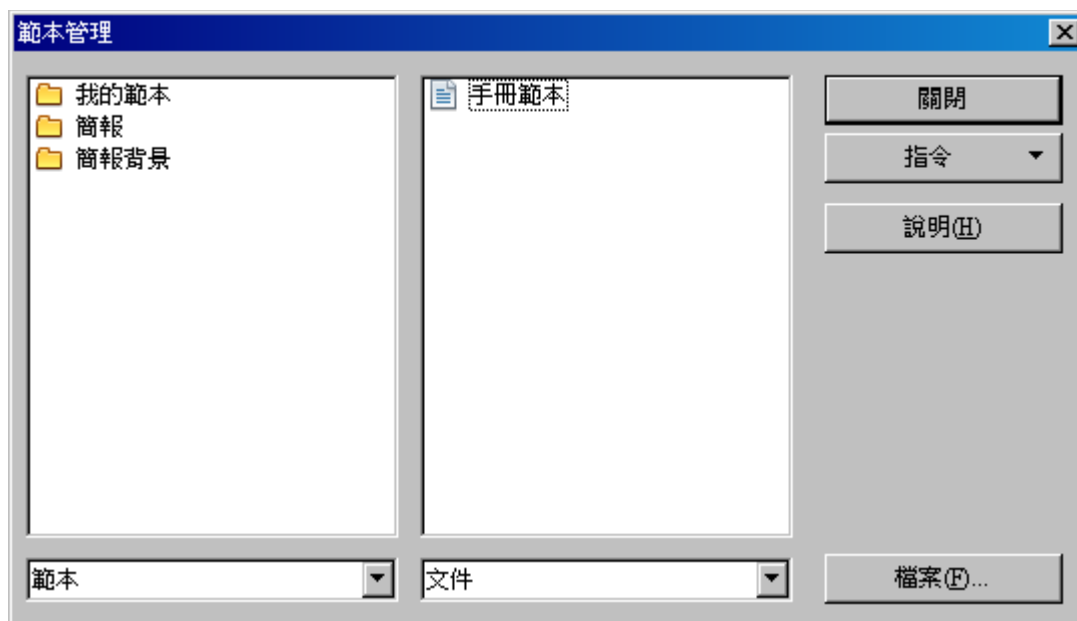 範本管理
我的範本
簡報
簡報背景
手冊範本
關閉
指令
說明(H)
範本
文件
檔案(F)...